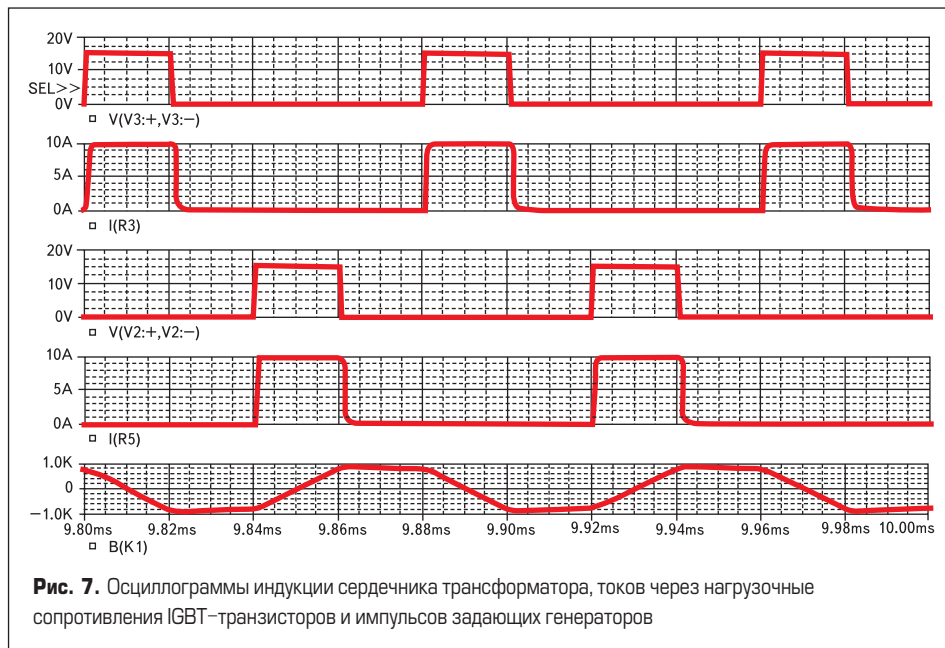 20V
10V
SEL>>
0V
▫ V(V3:+,V3:−)
10A
5A
0A
▫ I(R3)
20V
10V
0V
▫ V(V2:+,V2:−)
10A
5A
0A
▫ I(R5)
1.0K
0
−1.0K
9.80ms 9.82ms 9.84ms 9.86ms 9.88ms 9.90ms 9.92ms 9.94ms 9.96ms 9.98ms 10.00ms
▫ B(K1)
Рис. 7. Осциллограммы индукции сердечника трансформатора, токов через нагрузочные
сопротивления IGBT−транзисторов и импульсов задающих генераторов